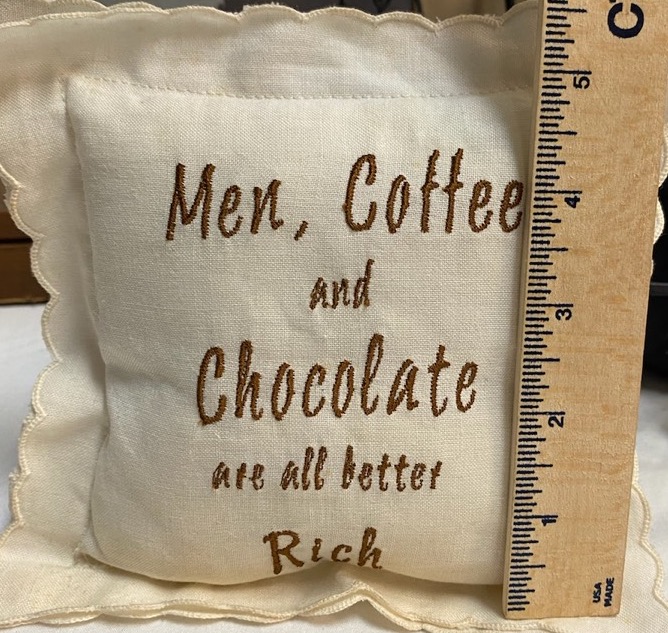 Men, Coffee
and
Chocolate
are all better
Rich
5
4
3
2
1
USA
MADE